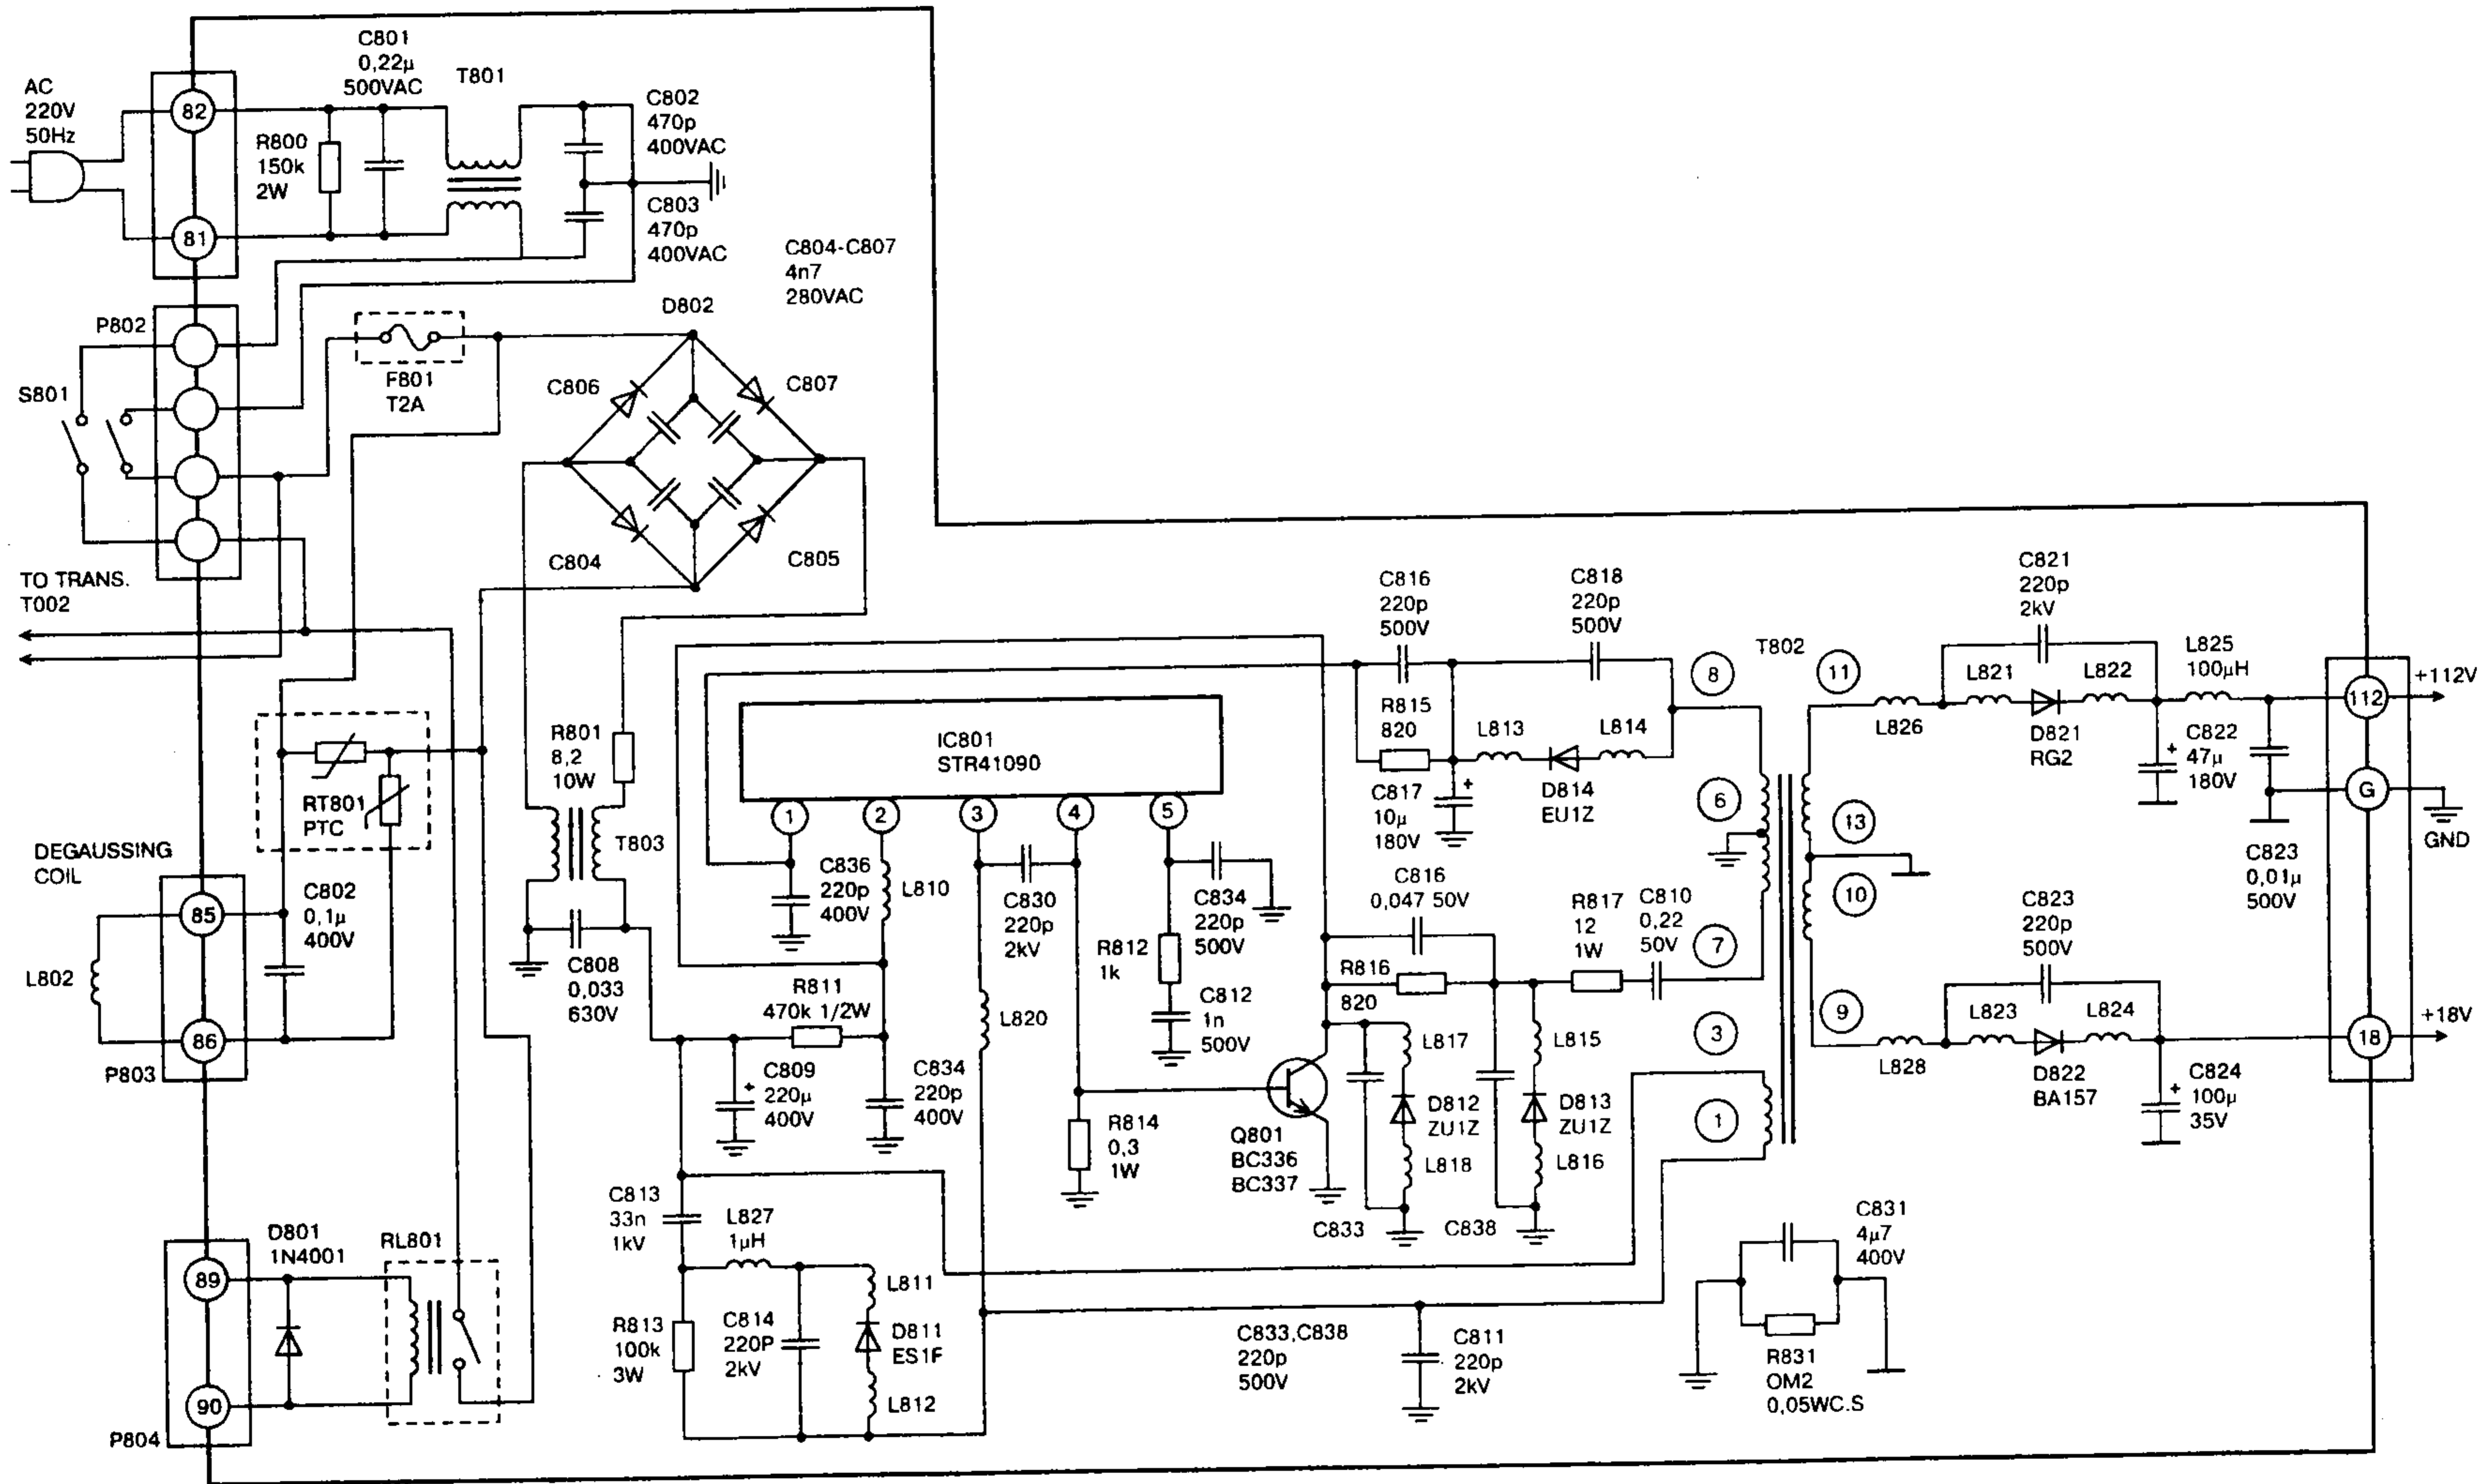 AC
220V
50Hz
82
81
C801
0,22µ
500VAC
T801
R800
150k
2W
C802
470p
400VAC
C803
470p
400VAC
C804-C807
4n7
280VAC
P802
S801
F801
T2A
D802
C806
C807
C804
C805
TO TRANS.
T002
RT801
PTC
DEGAUSSING
COIL
85
86
L802
P803
C802
0,1µ
400V
R801
8,2
10W
T803
C808
0,033
630V
IC801
STR41090
1
2
3
4
5
C836
220p
400V
L810
C830
220p
2kV
R812
1k
C834
220p
500V
C812
1n
500V
R811
470k 1/2W
L820
C809
220µ
400V
C834
220p
400V
R814
0,3
1W
Q801
BC336
BC337
C816
220p
500V
C818
220p
500V
R815
820
L813
L814
C817
10µ
180V
D814
EU1Z
C816
0,047 50V
R817
12
1W
C810
0,22
50V
R816
820
L817
L815
D812
ZU1Z
D813
ZU1Z
L818
L816
C833
C838
T802
8
6
7
3
1
11
13
10
9
L826
L821
L822
C821
220p
2kV
L825
100µH
D821
RG2
C822
47µ
180V
112
+112V
G
GND
C823
0,01µ
500V
C823
220p
500V
L823
L824
L828
D822
BA157
C824
100µ
35V
18
+18V
89
90
P804
D801
1N4001
RL801
C813
33n
1kV
L827
1µH
R813
100k
3W
C814
220P
2kV
L811
D811
ES1F
L812
C833,C838
220p
500V
C811
220p
2kV
C831
4µ7
400V
R831
OM2
0,05WC.S